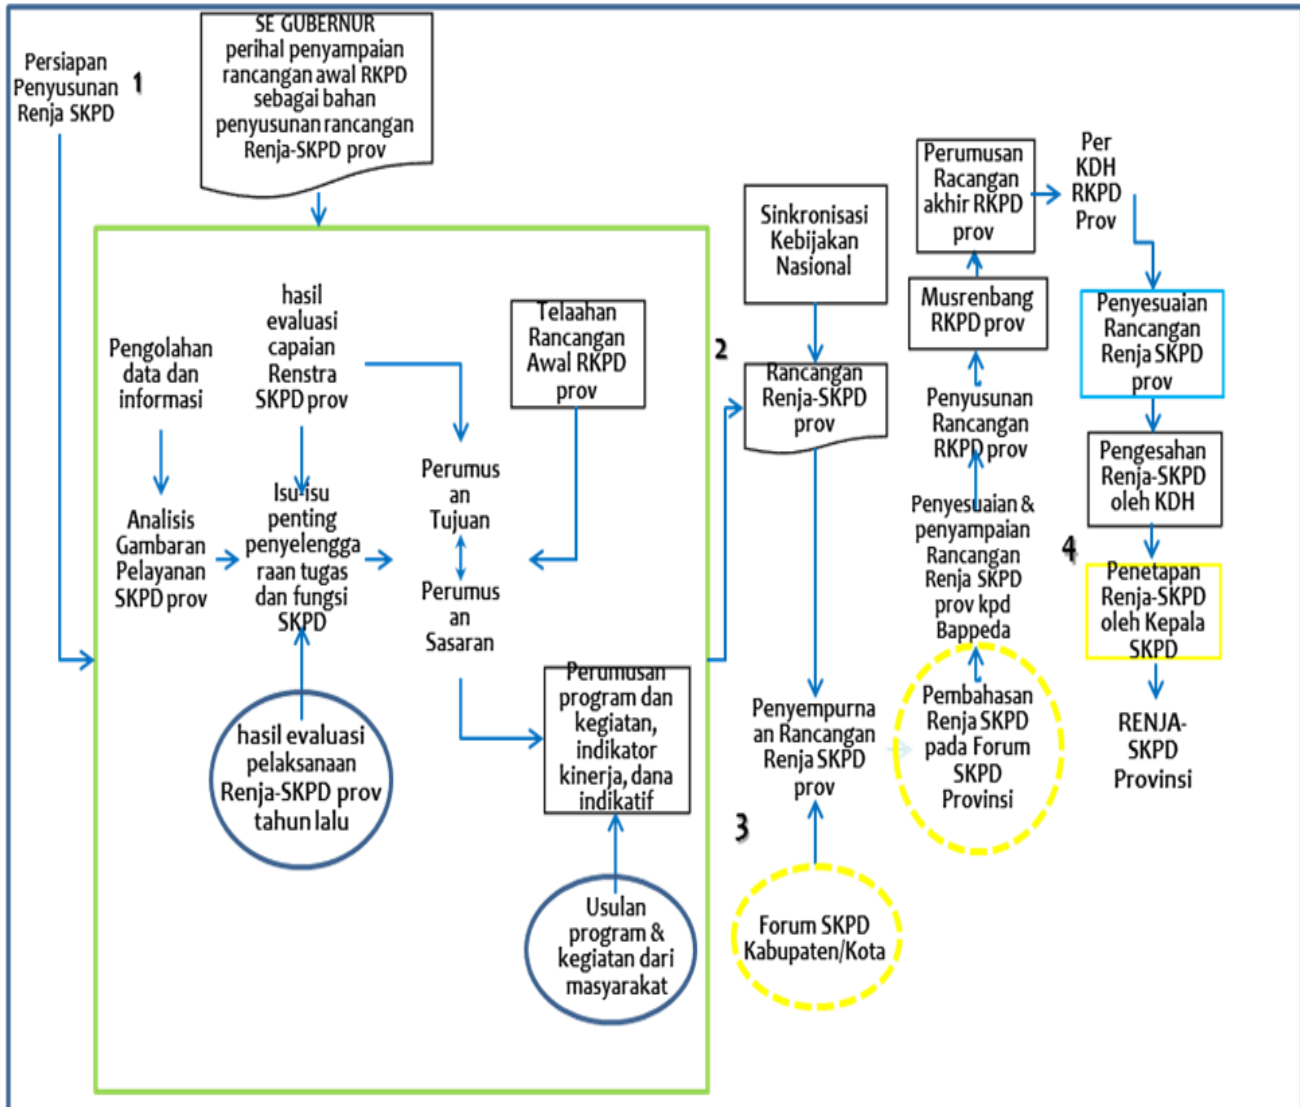 SE GUBERNUR
perihal penyampaian
rancangan awal RKPD
sebagai bahan
penyusunan rancangan
Renja-SKPD prov
Persiapan
Penyusunan
Renja SKPD
1
Pengolahan
data dan
informasi
hasil
evaluasi
capaian
Renstra
SKPD prov
Telaahan
Rancangan
Awal RKPD
prov
Analisis
Gambaran
Pelayanan
SKPD prov
Isu-isu
penting
penyelengga
raan tugas
dan fungsi
SKPD
Perumus
an
Tujuan
Perumus
an
Sasaran
hasil evaluasi
pelaksanaan
Renja-SKPD prov
tahun lalu
Perumusan
program dan
kegiatan,
indikator
kinerja, dana
indikatif
Usulan
program &
kegiatan dari
masyarakat
2
Sinkronisasi
Kebijakan
Nasional
Rancangan
Renja-SKPD
prov
Penyempurna
an Rancangan
Renja SKPD
prov
3
Forum SKPD
Kabupaten/Kota
Pembahasan
Renja SKPD
pada Forum
SKPD
Provinsi
Penyesuaian &
penyampaian
Rancangan
Renja SKPD
prov kpd
Bappeda
Penyusunan
Rancangan
RKPD prov
Musrenbang
RKPD prov
Perumusan
Racangan
akhir RKPD
prov
Per
KDH
RKPD
Prov
Penyesuaian
Rancangan
Renja SKPD
prov
Pengesahan
Renja-SKPD
oleh KDH
4
Penetapan
Renja-SKPD
oleh Kepala
SKPD
RENJA-
SKPD
Provinsi